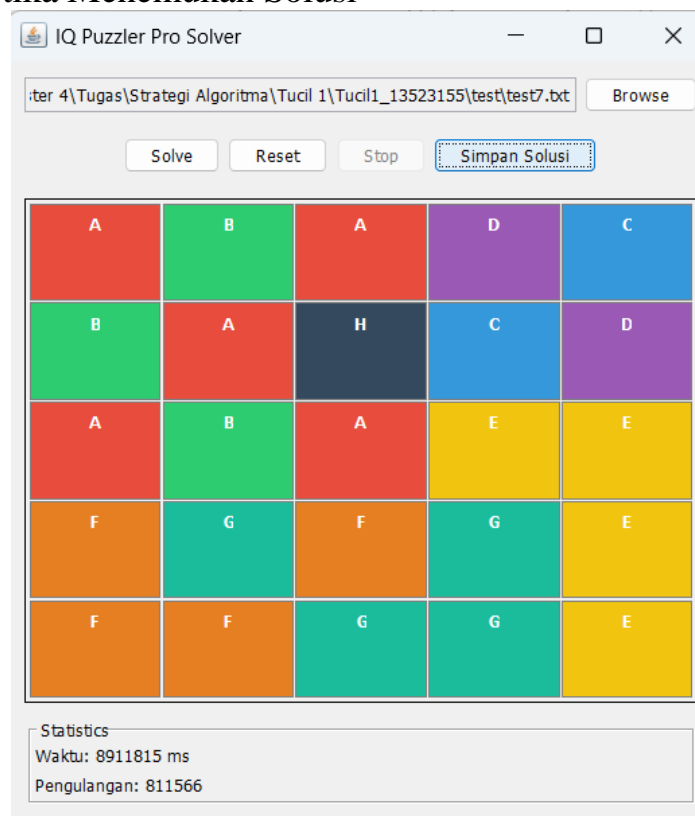 IQ Puzzler Pro Solver
ter 4\Tugas\Strategi Algoritma\Tucil 1\Tucil1_13523155\test\test7.txt Browse
Solve Reset Stop Simpan Solusi
A B A D C
B A H C D
A B A E E
F G F G E
F F G G E
Statistics
Waktu: 8911815 ms
Pengulangan: 811566